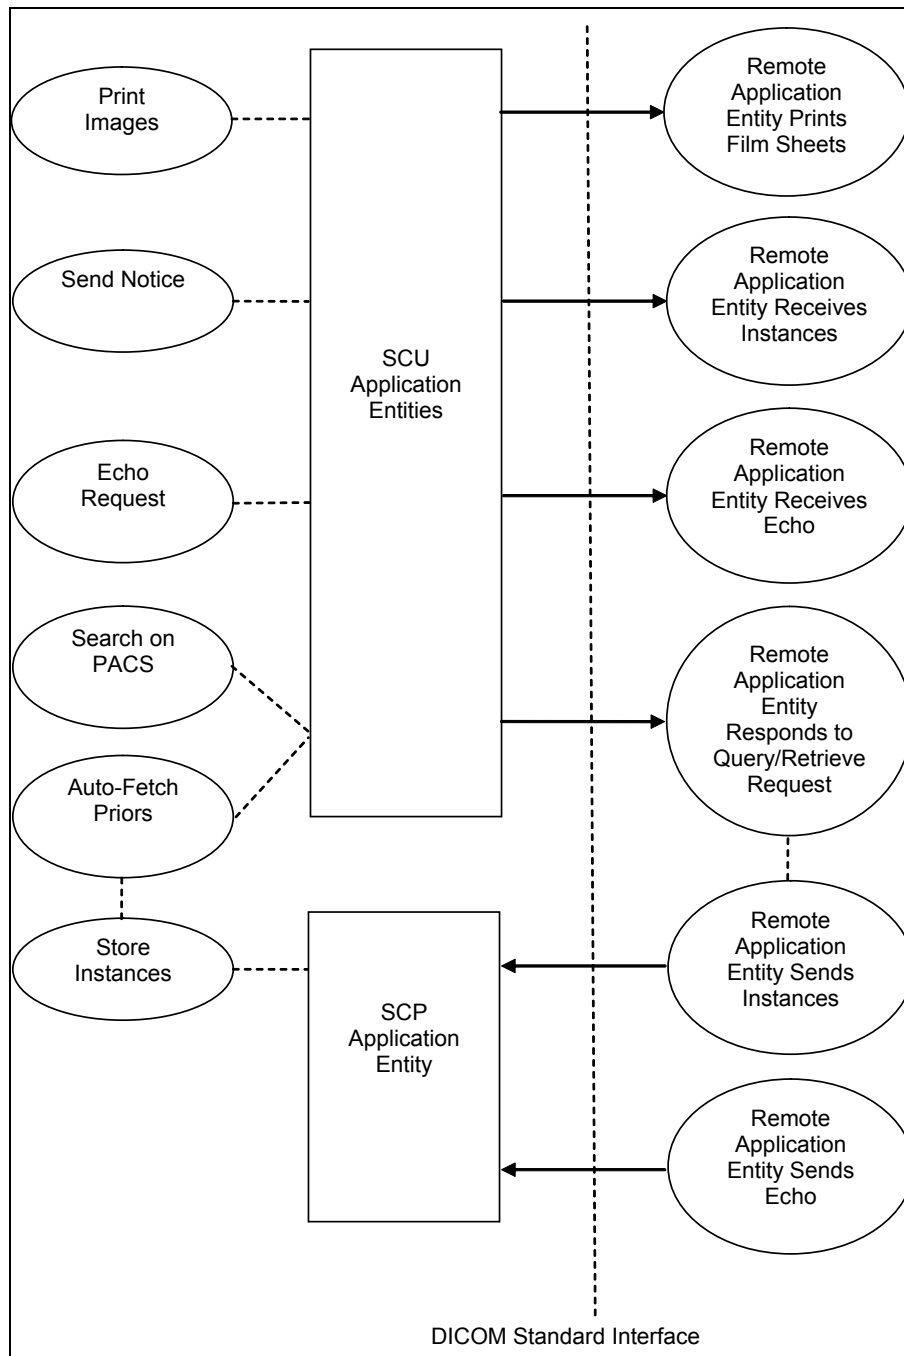 Print
Images
Remote
Application
Entity Prints
Film Sheets
Send Notice
Remote
Application
Entity Receives
Instances
SCU
Application
Entities
Echo
Request
Remote
Application
Entity Receives
Echo
Search on
PACS
Remote
Application
Entity
Responds to
Query/Retrieve
Request
Auto-Fetch
Priors
Store
Instances
Remote
Application
Entity Sends
Instances
SCP
Application
Entity
Remote
Application
Entity Sends
Echo
DICOM Standard Interface